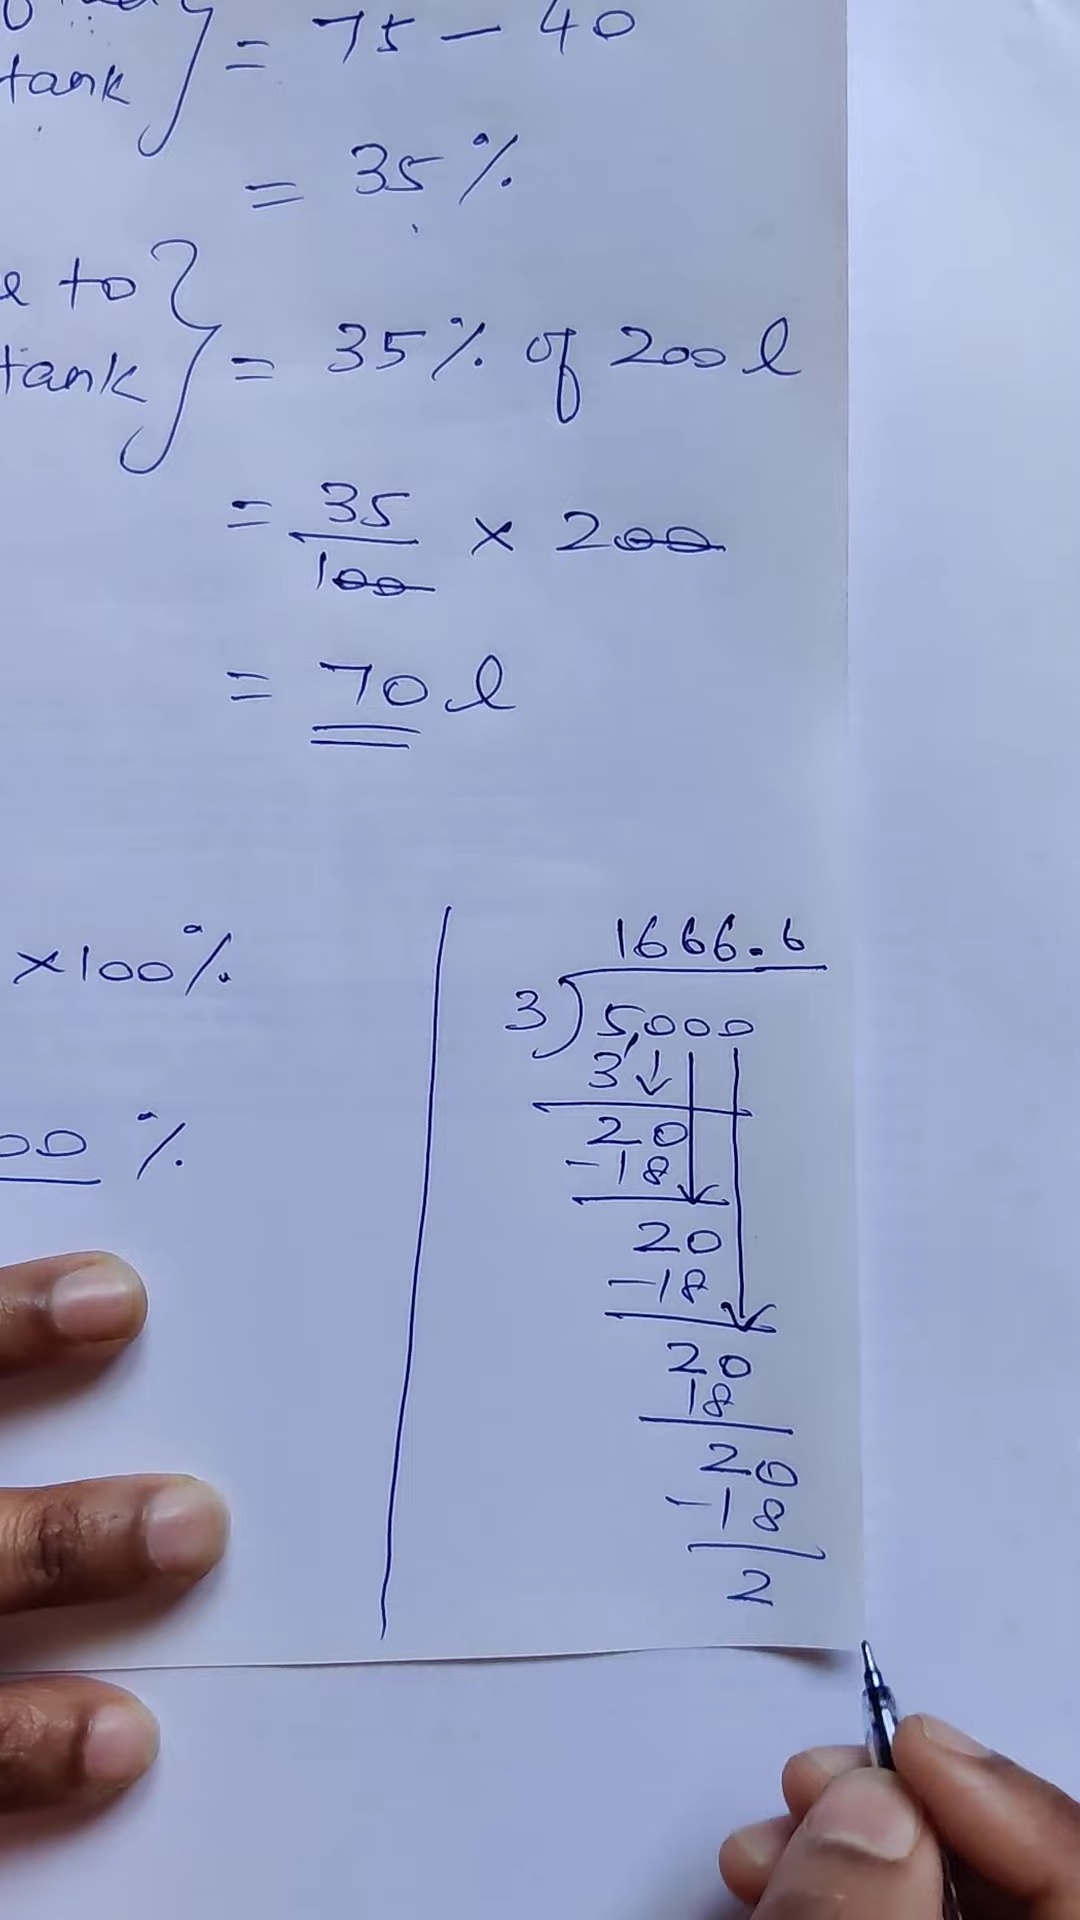 = 75 - 40
tank
= 35 %
e to
tank = 35 % of 200 l
= 35/100 × 200
= 70 l
×100 %
00 %
1666.6
3 ) 5,000
3
20
-18
20
-18
20
18
20
-18
2